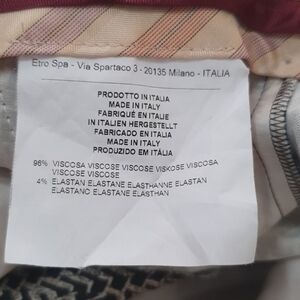 Etro Spa - Via Spartaco 3 - 20135 Milano - ITALIA
PRODOTTO IN ITALIA
MADE IN ITALY
FABRIQUÉ EN ITALIE
IN ITALIEN HERGESTELLT
FABRICADO EN ITALIA
MADE IN ITALY
PRODUZIDO EM ITÁLIA
96% VISCOSA VISCOSE VISCOSE VISKOSE VISCOSA
VISCOSE VISCOSE
4% ELASTAN ELASTANE ELASTHANNE ELASTAN
ELASTANO ELASTANE ELASTHAN